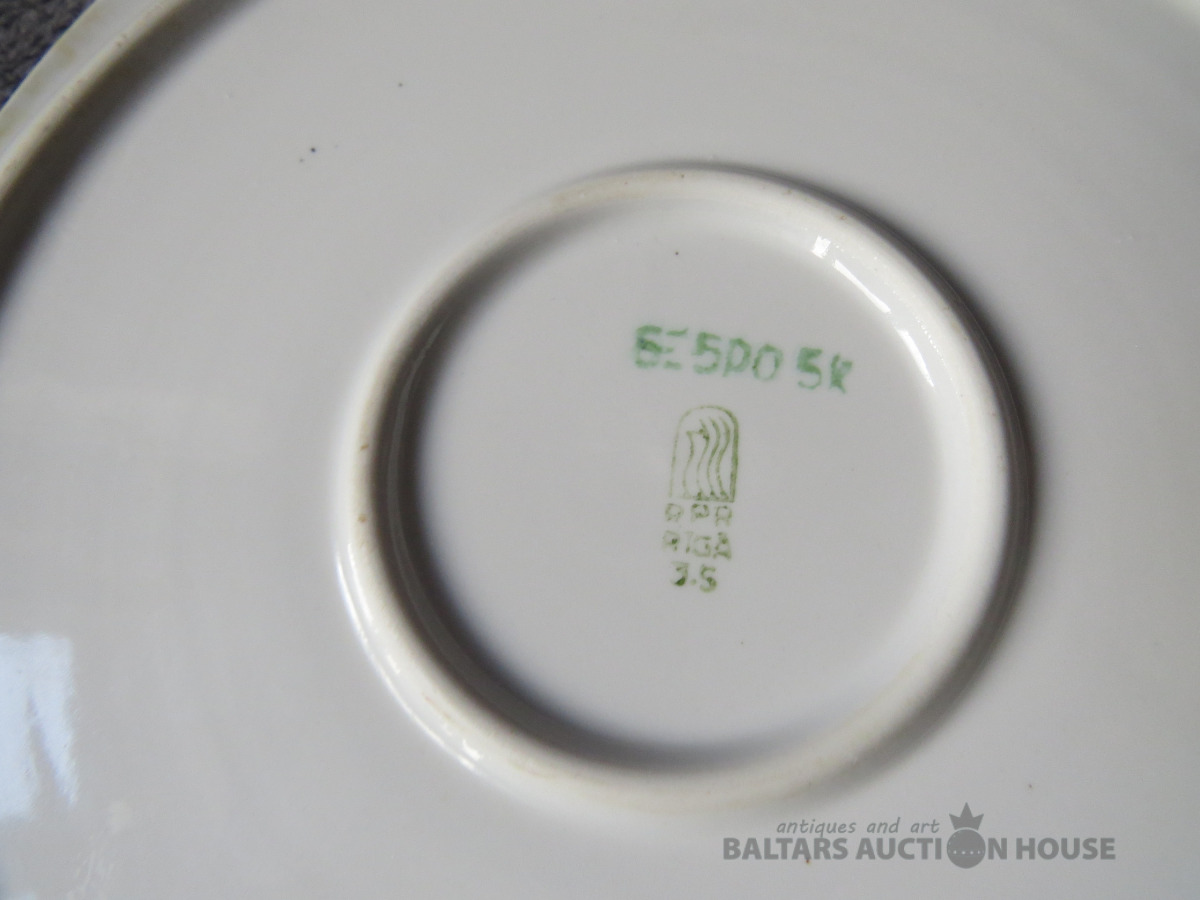 RPR
RIGA
3.5
antiques and art
BALTARS AUCTION HOUSE